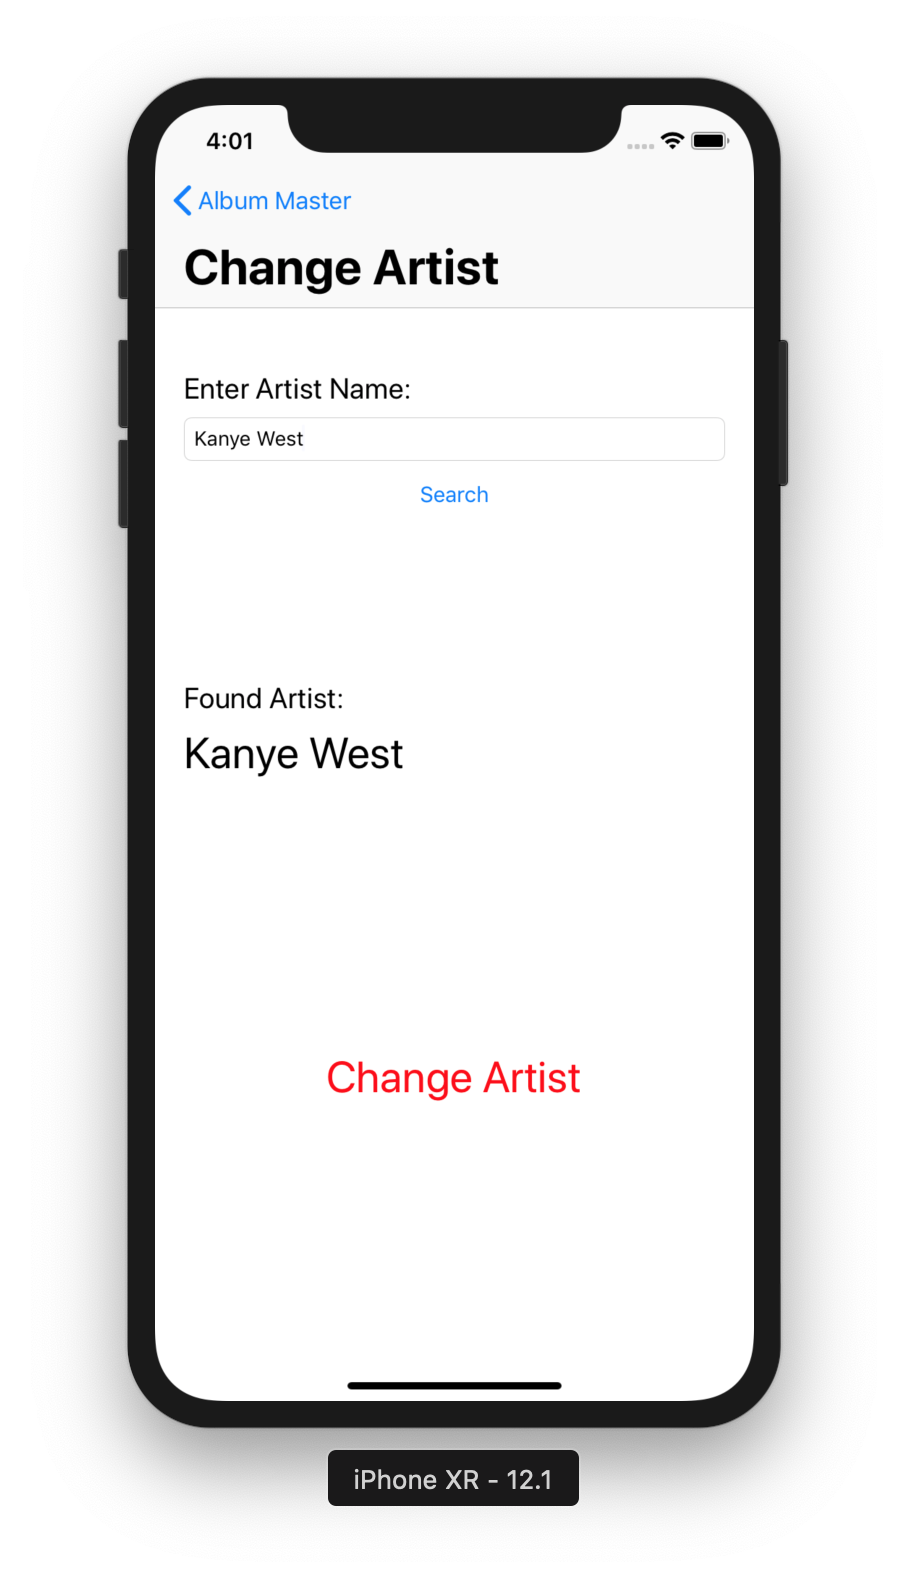 4:01
Album Master
Change Artist
Enter Artist Name:
Kanye West
Search
Found Artist:
Kanye West
Change Artist
iPhone XR - 12.1